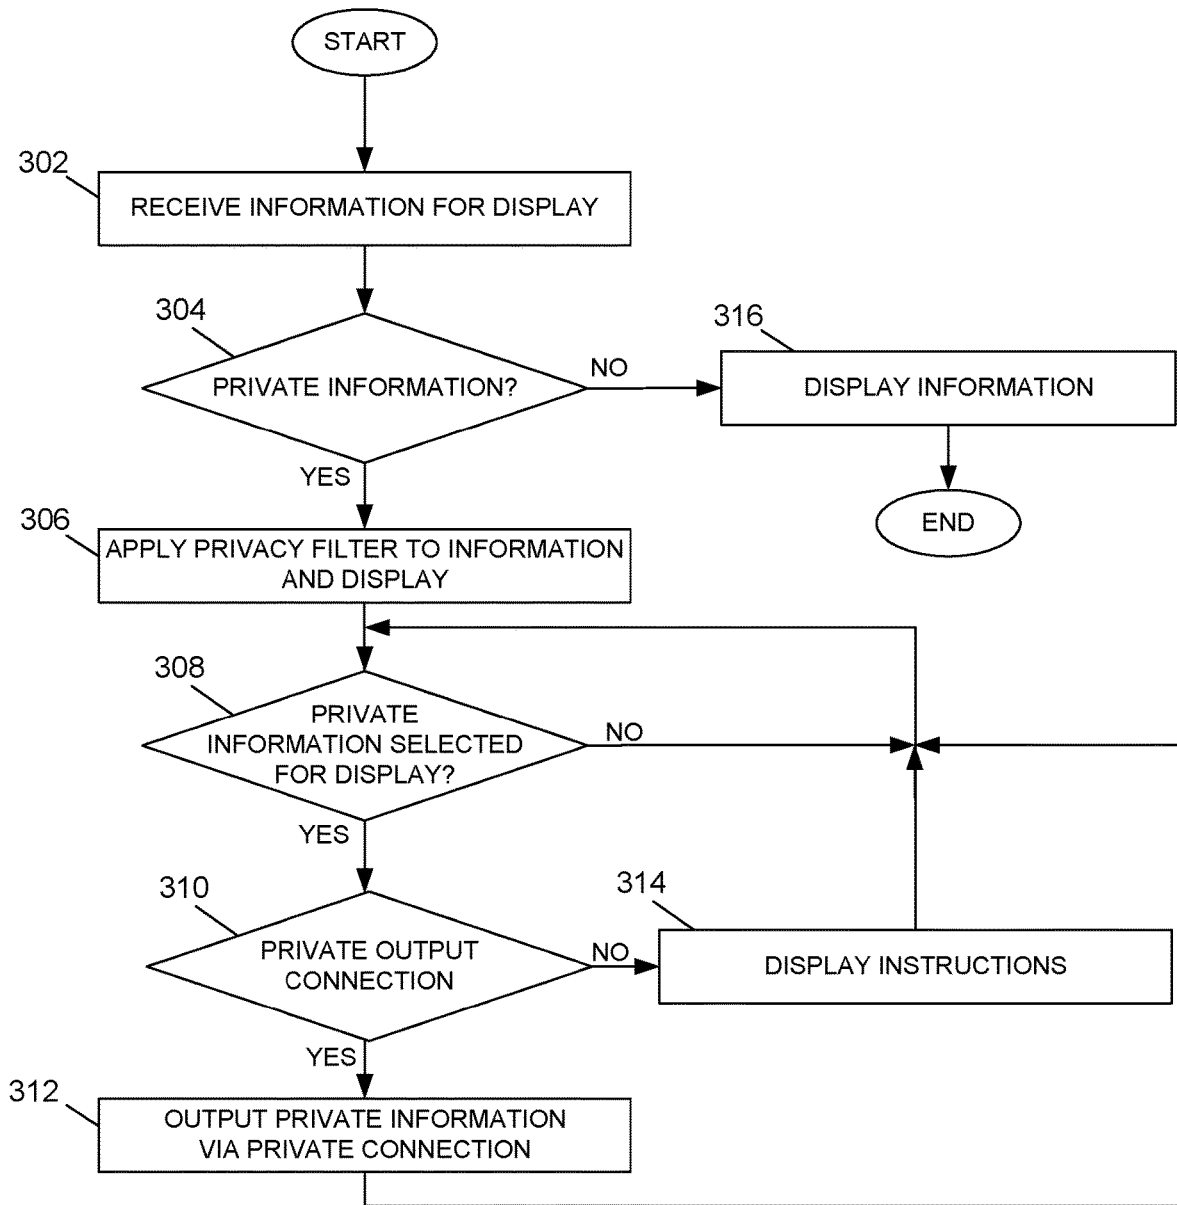 START
302
RECEIVE INFORMATION FOR DISPLAY
304
PRIVATE INFORMATION?
NO
316
DISPLAY INFORMATION
END
YES
306
APPLY PRIVACY FILTER TO INFORMATION
AND DISPLAY
308
PRIVATE
INFORMATION SELECTED
FOR DISPLAY?
NO
YES
310
PRIVATE OUTPUT
CONNECTION
NO
314
DISPLAY INSTRUCTIONS
YES
312
OUTPUT PRIVATE INFORMATION
VIA PRIVATE CONNECTION